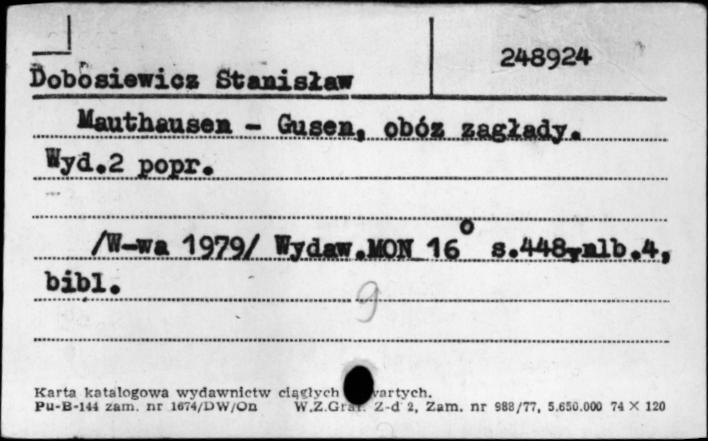 248924
Dobosiewicz Stanisław
Mauthausen - Gusen, obóz zagłady.
Wyd.2 popr.
/W-wa 1979/ Wydaw.MON 16° s.448,nlb.4,
bibl.
9
Karta katalogowa wydawnictw ciągłych
Pu-B-144 zam. nr 1674/DW/On W.Z.Graf. Z-d 2, Zam. nr 988/77, 5.650.000 74 X 120